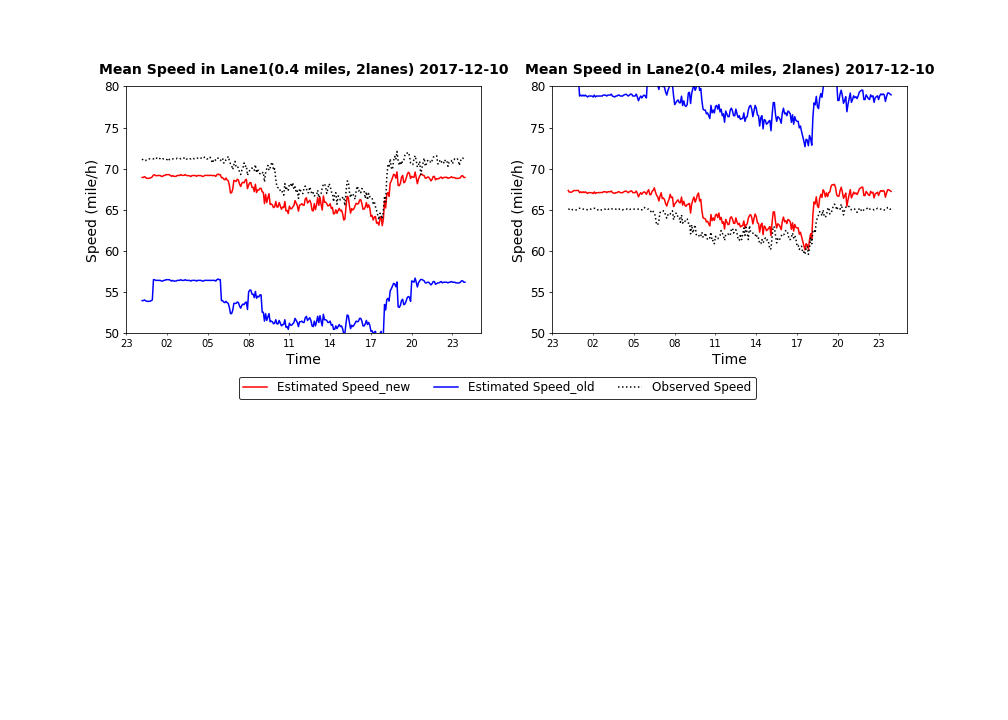 Mean Speed in Lane1(0.4 miles, 2lanes) 2017-12-10
80
75
70
65
60
55
50
Speed (mile/h)
23 02 05 08 11 14 17 20 23
Time
Mean Speed in Lane2(0.4 miles, 2lanes) 2017-12-10
80
75
70
65
60
55
50
Speed (mile/h)
23 02 05 08 11 14 17 20 23
Time
Estimated Speed_new Estimated Speed_old Observed Speed